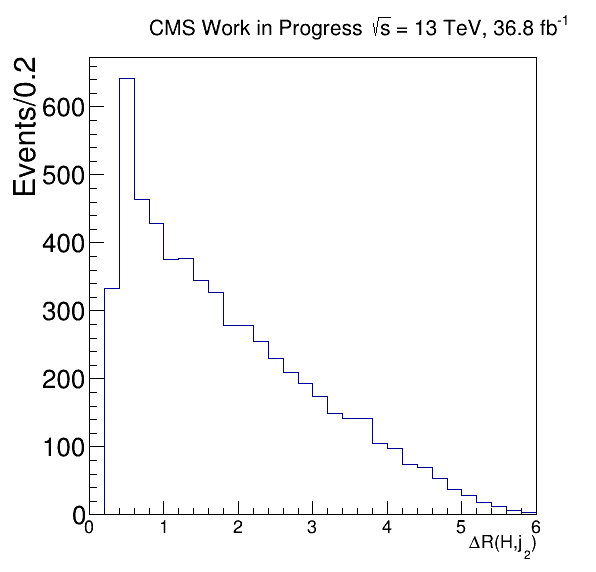 CMS Work in Progress √s = 13 TeV, 36.8 fb⁻¹
Events/0.2
600
500
400
300
200
100
0
0 1 2 3 4 5 6
ΔR(H,j₂)